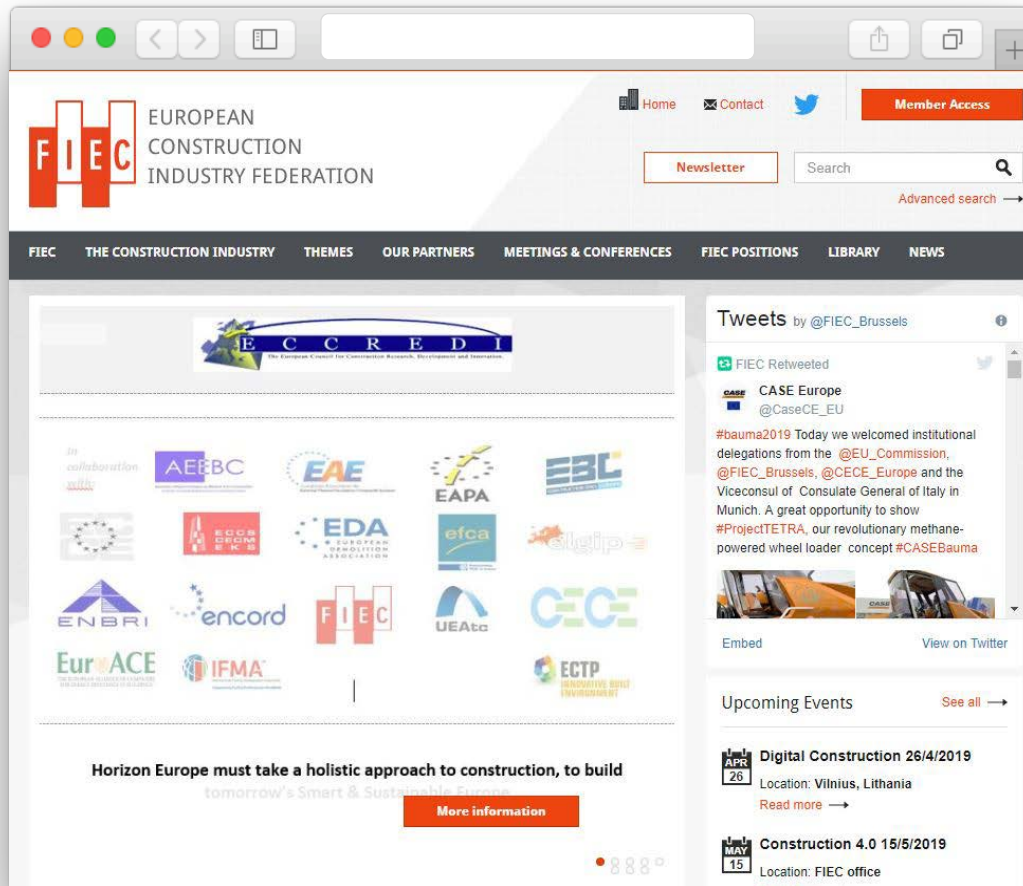 Home
Contact
Member Access
FIEC
EUROPEAN
CONSTRUCTION
INDUSTRY FEDERATION
Newsletter
Search
Advanced search
FIEC THE CONSTRUCTION INDUSTRY THEMES OUR PARTNERS MEETINGS & CONFERENCES FIEC POSITIONS LIBRARY NEWS
ECCREDI
The European Council for Construction Research, Development and Innovation.
in
collaboration
with:
AEEBC
EAE
EAPA
EBC
ECCS
CECM
EKS
EDA
EUROPEAN
DEMOLITION
ASSOCIATION
efca
elgip
ENBRI
encord
FIEC
UEAtc
CECE
EurACE
IFMA
ECTP
INNOVATIVE BUILT
ENVIRONMENT
Horizon Europe must take a holistic approach to construction, to build
tomorrow's Smart & Sustainable Europe
More information
Tweets by @FIEC_Brussels
FIEC Retweeted
CASE
CASE Europe
@CaseCE_EU
#bauma2019 Today we welcomed institutional
delegations from the @EU_Commission,
@FIEC_Brussels, @CECE_Europe and the
Viceconsul of Consulate General of Italy in
Munich. A great opportunity to show
#ProjectTETRA, our revolutionary methane-
powered wheel loader concept #CASEBauma
CASE
Embed
View on Twitter
Upcoming Events
See all
APR
26
Digital Construction 26/4/2019
Location: Vilnius, Lithania
Read more
MAY
15
Construction 4.0 15/5/2019
Location: FIEC office